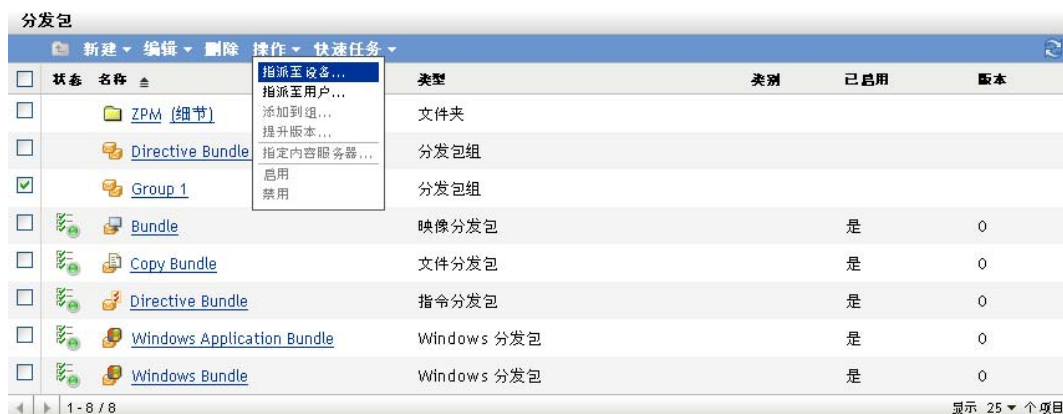 分发包
新建 编辑 删除 操作 快速任务
状态 名称 类型 类别 已启用 版本
指派至设备...
指派至用户...
添加到组...
提升版本...
指定内容服务器...
启用
禁用
ZPM (细节) 文件夹
Directive Bundle 分发包组
Group 1 分发包组
Bundle 映像分发包 是 0
Copy Bundle 文件分发包 是 0
Directive Bundle 指令分发包 是 0
Windows Application Bundle Windows 分发包 是 0
Windows Bundle Windows 分发包 是 0
1 - 8 / 8 显示 25 个项目